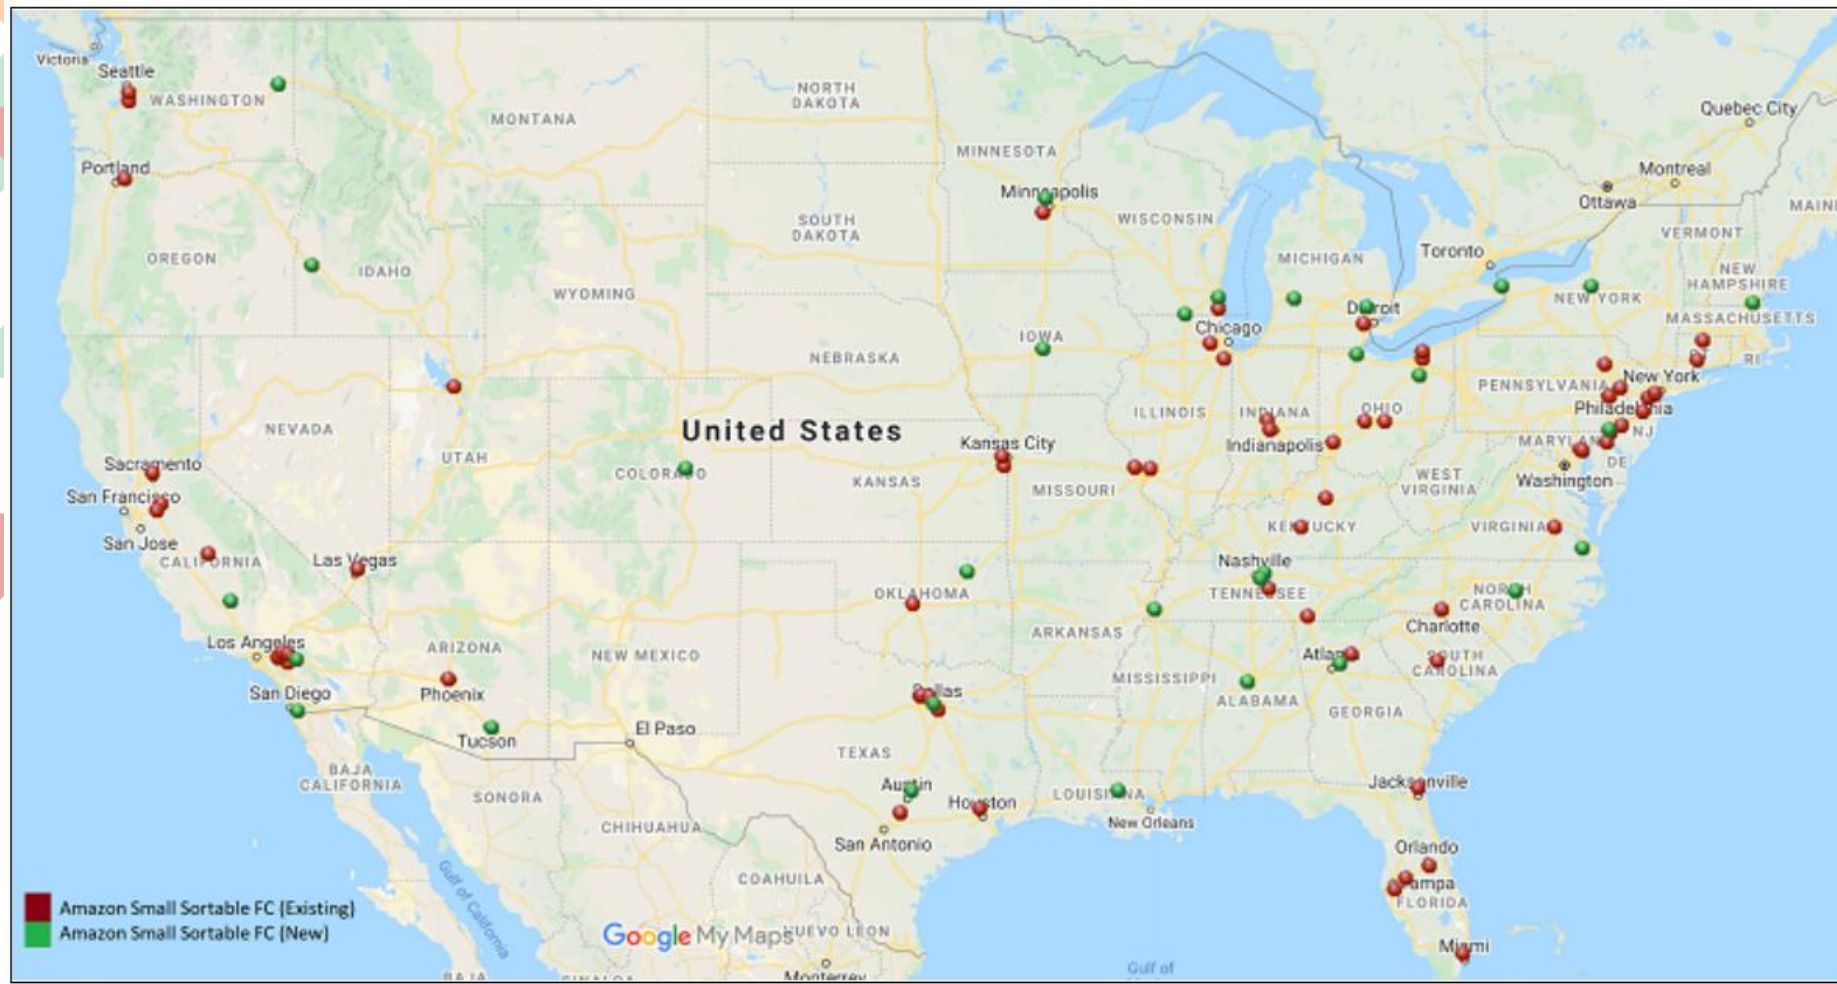 Victoria
Seattle
WASHINGTON
NORTH
DAKOTA
MONTANA
Quebec City
MINNESOTA
Portland
Montreal
Minneapolis
Ottawa
MAINE
WISCONSIN
SOUTH
DAKOTA
VERMONT
OREGON
IDAHO
Toronto
MICHIGAN
NEW
HAMPSHIRE
WYOMING
NEW YORK
Detroit
MASSACHUSETTS
Chicago
IOWA
NEBRASKA
RI
New York
PENNSYLVANIA
Philadelphia
ILLINOIS
INDIANA
OHIO
United States
NEVADA
Kansas City
Indianapolis
MARYLAND
NJ
UTAH
Sacramento
COLORADO
KANSAS
MISSOURI
WEST
VIRGINIA
DE
Washington
San Francisco
KENTUCKY
VIRGINIA
San Jose
CALIFORNIA
Las Vegas
Nashville
OKLAHOMA
TENNESSEE
NORTH
CAROLINA
Charlotte
ARKANSAS
Los Angeles
ARIZONA
NEW MEXICO
Atlan
SOUTH
CAROLINA
MISSISSIPPI
San Diego
Phoenix
Dallas
ALABAMA
GEORGIA
El Paso
Tucson
TEXAS
BAJA
CALIFORNIA
Austin
Jacksonville
SONORA
Houston
LOUISIANA
CHIHUAHUA
New Orleans
San Antonio
Orlando
COAHUILA
ampa
FLORIDA
Gulf of California
Amazon Small Sortable FC (Existing)
Amazon Small Sortable FC (New)
Google My Maps
NUEVO LEON
Miami
Gulf of
BAJA
SINALOA
Monterrey